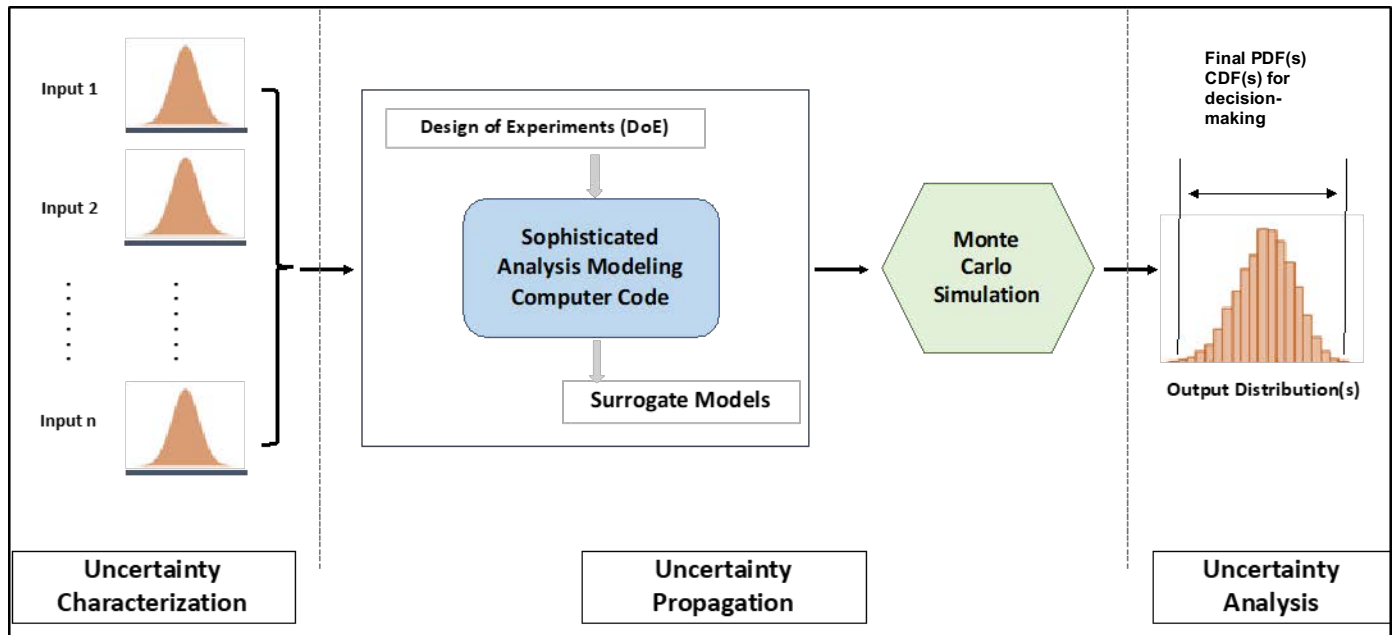 Input 1
Input 2
Input n
Design of Experiments (DoE)
Sophisticated
Analysis Modeling
Computer Code
Surrogate Models
Monte
Carlo
Simulation
Final PDF(s)
CDF(s) for
decision-
making
Output Distribution(s)
Uncertainty
Characterization
Uncertainty
Propagation
Uncertainty
Analysis